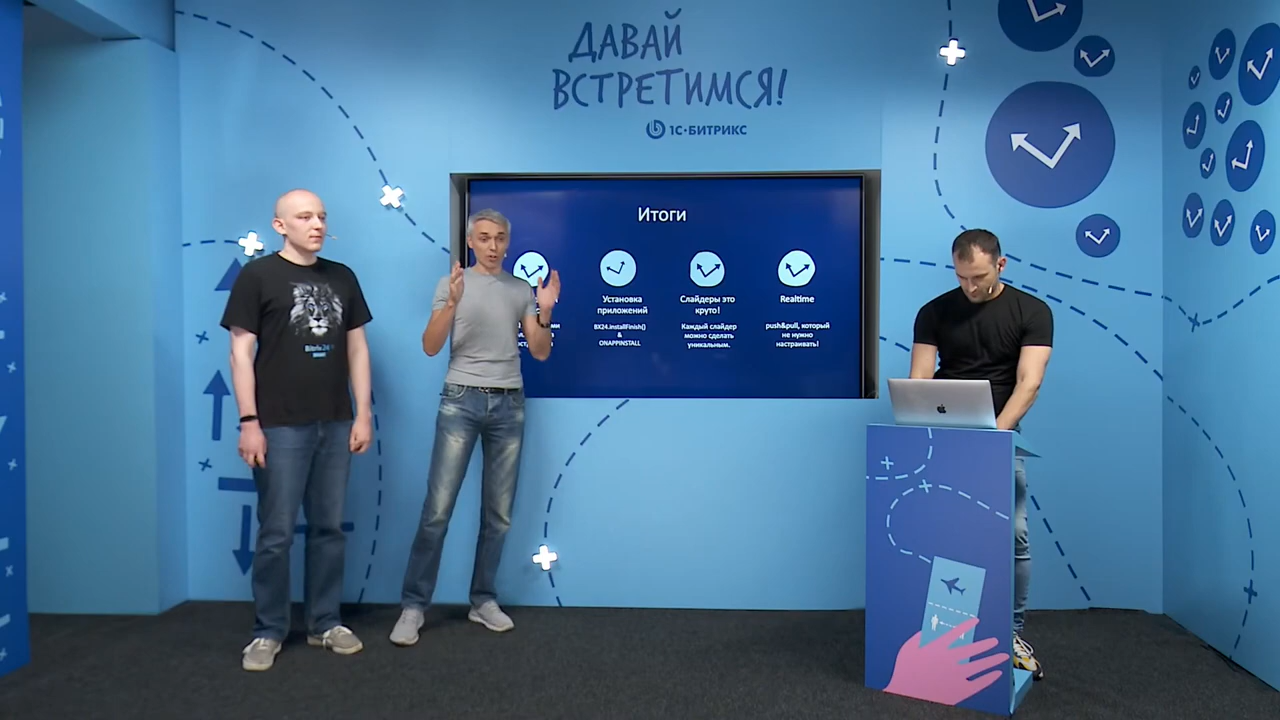 ДАВАЙ
ВСТРЕТИМСЯ!
1С·БИТРИКС
Итоги
Установка
приложений
BX24.installFinish()
&
ONAPPINSTALL
Слайдеры это
круто!
Каждый слайдер
можно сделать
уникальным.
Realtime
push&pull, который
не нужно
настраивать!